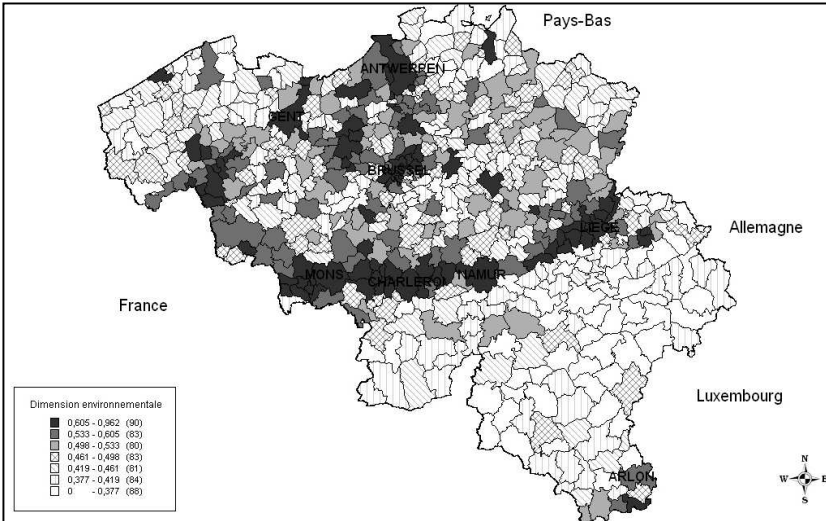 Pays-Bas
ANTWERPEN
GENT
BRUSSEL
Allemagne
LIEGE
MONS
CHARLEROI
NAMUR
France
Luxembourg
ARLON
Dimension environnementale
0,605 - 0,962 (90)
0,533 - 0,605 (83)
0,498 - 0,533 (80)
0,461 - 0,498 (83)
0,419 - 0,461 (81)
0,377 - 0,419 (84)
0 - 0,377 (88)
N
W E
S